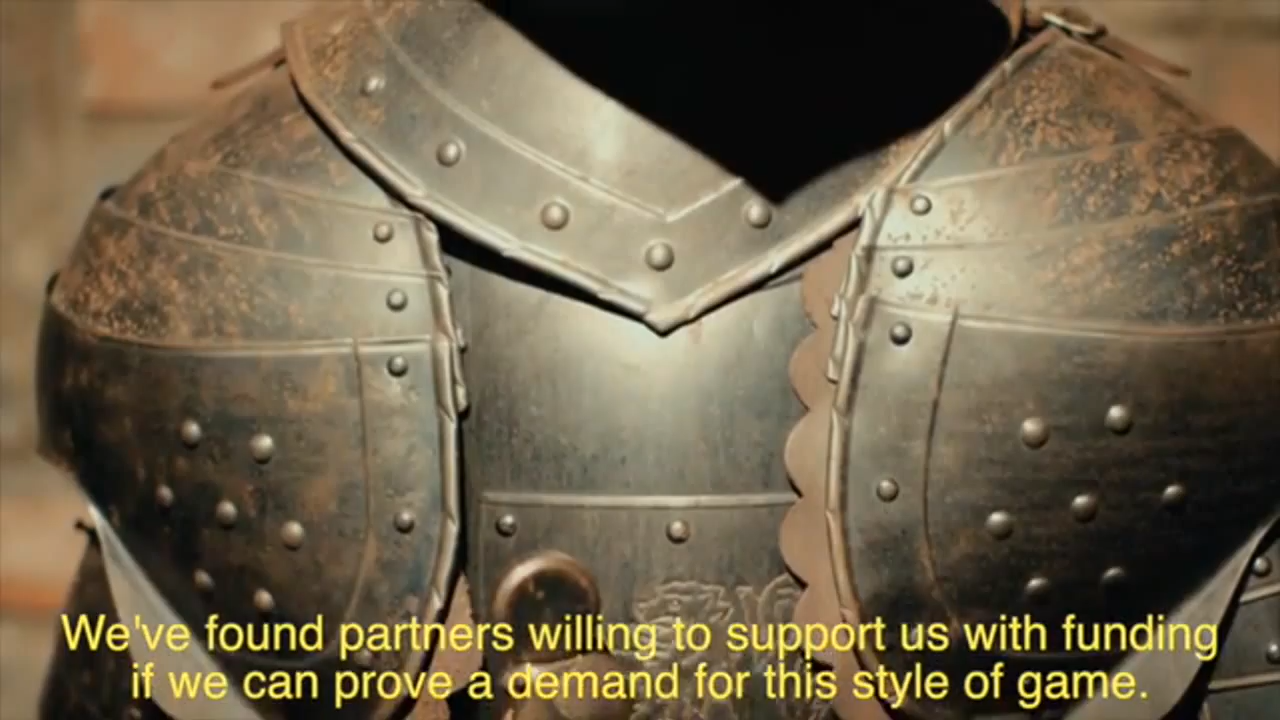 We've found partners willing to support us with funding
if we can prove a demand for this style of game.